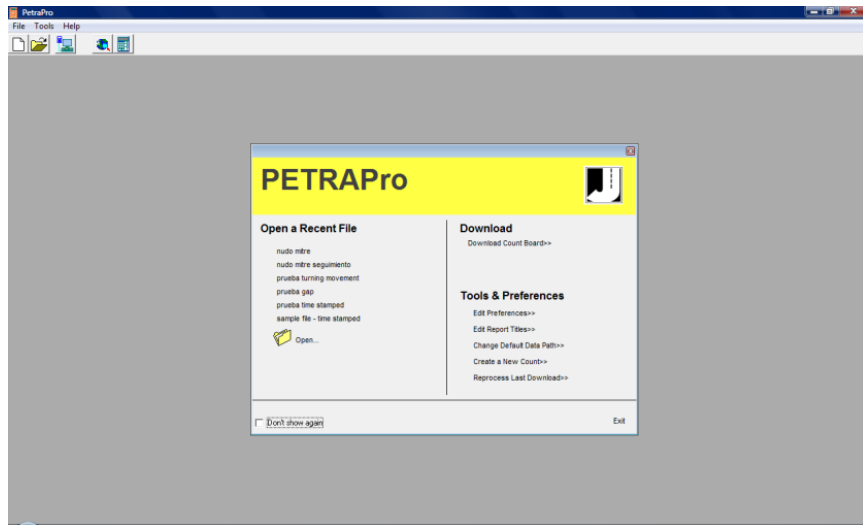 PetraPro
File Tools Help
PETRAPro
Open a Recent File
nudo mitre
nudo mitre seguimiento
prueba turning movement
prueba gap
prueba time stamped
sample file - time stamped
Open...
Download
Download Count Board>>
Tools & Preferences
Edit Preferences>>
Edit Report Titles>>
Change Default Data Path>>
Create a New Count>>
Reprocess Last Download>>
Don't show again
Exit